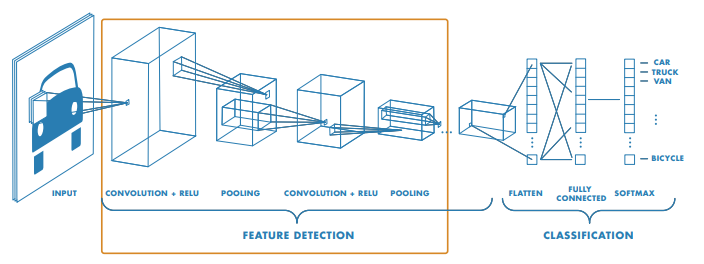 CAR
TRUCK
VAN
BICYCLE
INPUT
CONVOLUTION + RELU
POOLING
CONVOLUTION + RELU
POOLING
FLATTEN
FULLY
CONNECTED
SOFTMAX
FEATURE DETECTION
CLASSIFICATION